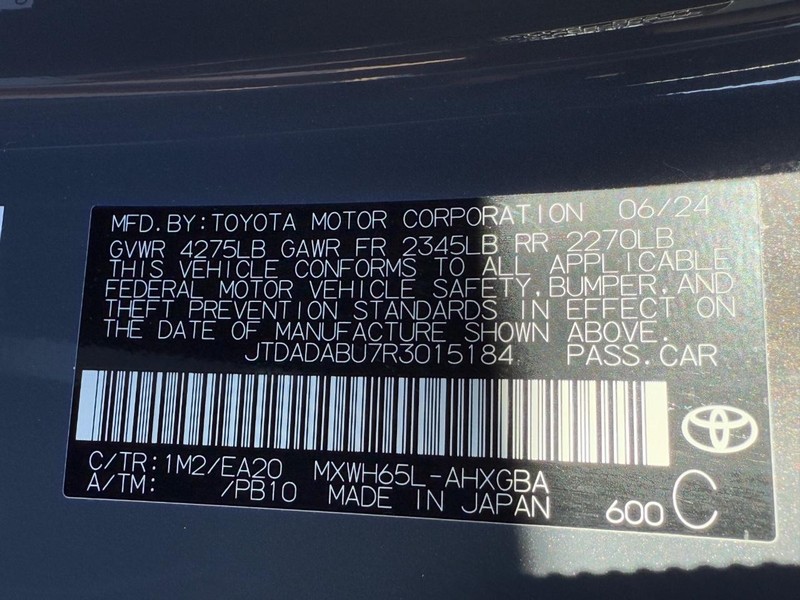 MFD.BY:TOYOTA MOTOR CORPORATION 06/24
GVWR 4275LB GAWR FR 2345LB RR 2270LB
THIS VEHICLE CONFORMS TO ALL APPLICABLE
FEDERAL MOTOR VEHICLE SAFETY,BUMPER,AND
THEFT PREVENTION STANDARDS IN EFFECT ON
THE DATE OF MANUFACTURE SHOWN ABOVE.
JTDADABU7R3015184 PASS.CAR
C/TR:1M2/EA20 MXWH65L-AHXGBA
A/TM: /PB10 MADE IN JAPAN 600 C